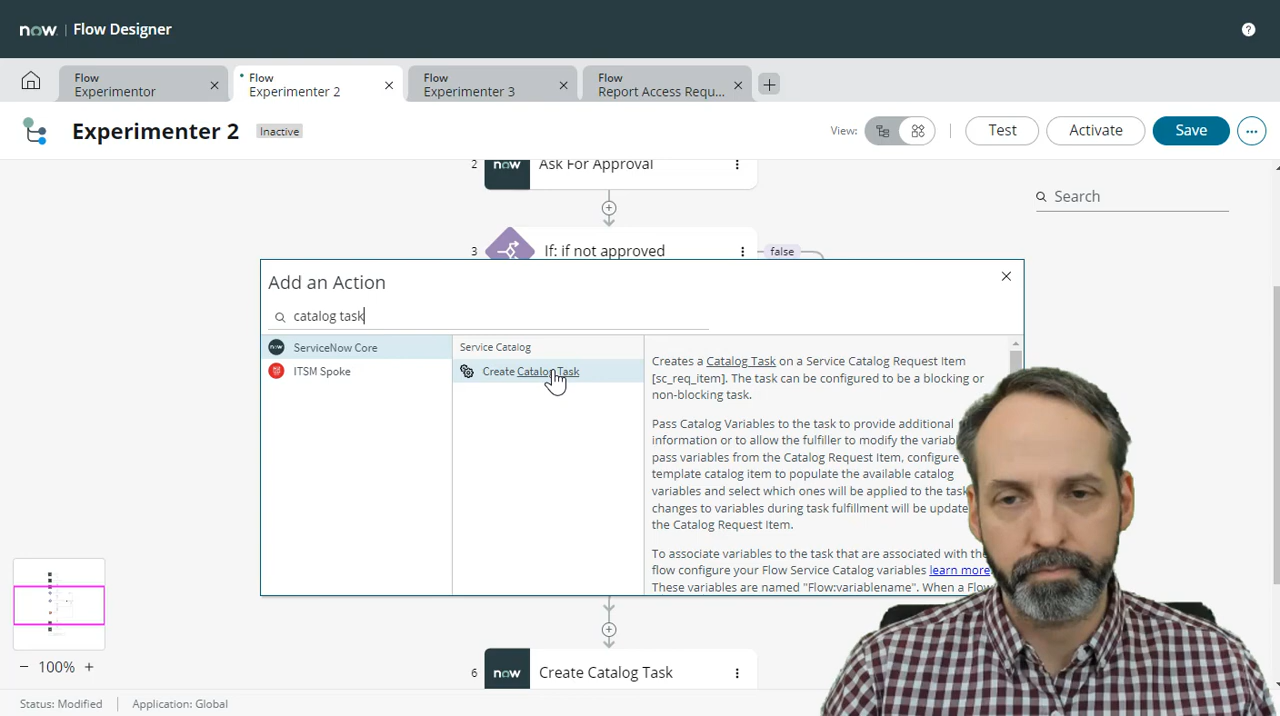 now. | Flow Designer
Flow
Experimentor
Flow
Experimenter 2
Flow
Experimenter 3
Flow
Report Access Requ...
Experimenter 2
Inactive
View:
Test
Activate
Save
2
now
Ask For Approval
Search
3
If: if not approved
false
Add an Action
catalog task
now
ServiceNow Core
ITSM Spoke
Service Catalog
Create Catalog Task
Creates a Catalog Task on a Service Catalog Request Item
[sc_req_item]. The task can be configured to be a blocking or
non-blocking task.
Pass Catalog Variables to the task to provide additional
information or to allow the fulfiller to modify the variab
pass variables from the Catalog Request Item, configure
template catalog item to populate the available catalog
variables and select which ones will be applied to the task
changes to variables during task fulfillment will be update
the Catalog Request Item.
To associate variables to the task that are associated with the
flow configure your Flow Service Catalog variables learn more
These variables are named "Flow:variablename". When a Flow
100%
6
now
Create Catalog Task
Status: Modified
Application: Global